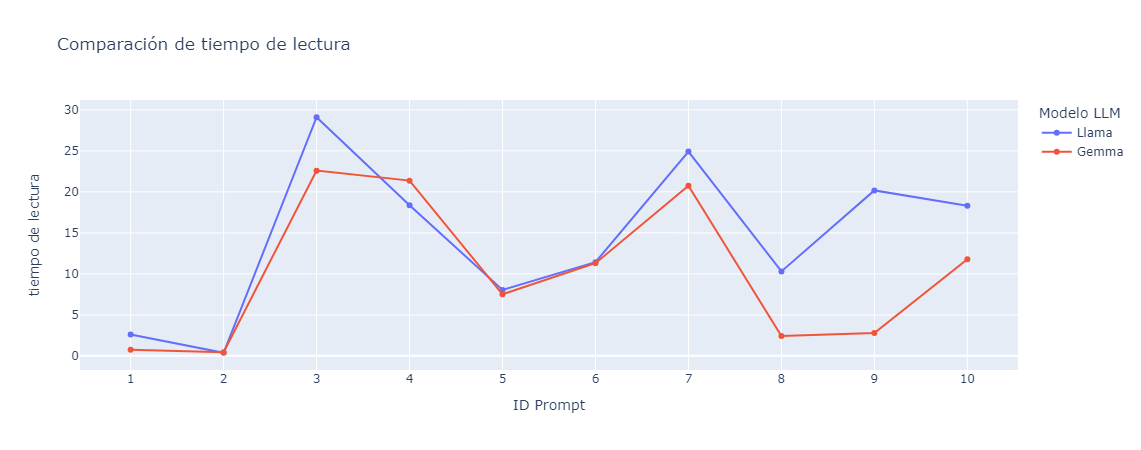 Comparación de tiempo de lectura
Modelo LLM
Llama
Gemma
tiempo de lectura
30
25
20
15
10
5
0
1 2 3 4 5 6 7 8 9 10
ID Prompt